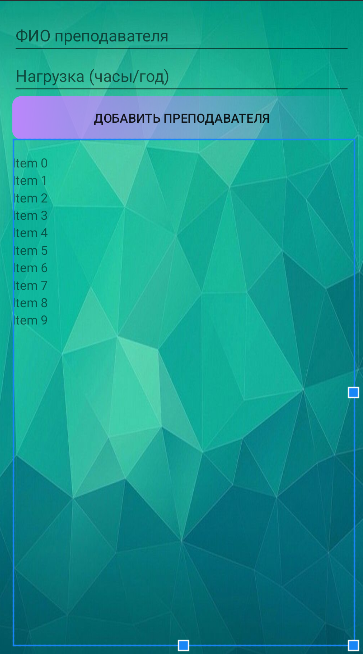 ФИО преподавателя
Нагрузка (часы/год)
ДОБАВИТЬ ПРЕПОДАВАТЕЛЯ
Item 0
Item 1
Item 2
Item 3
Item 4
Item 5
Item 6
Item 7
Item 8
Item 9